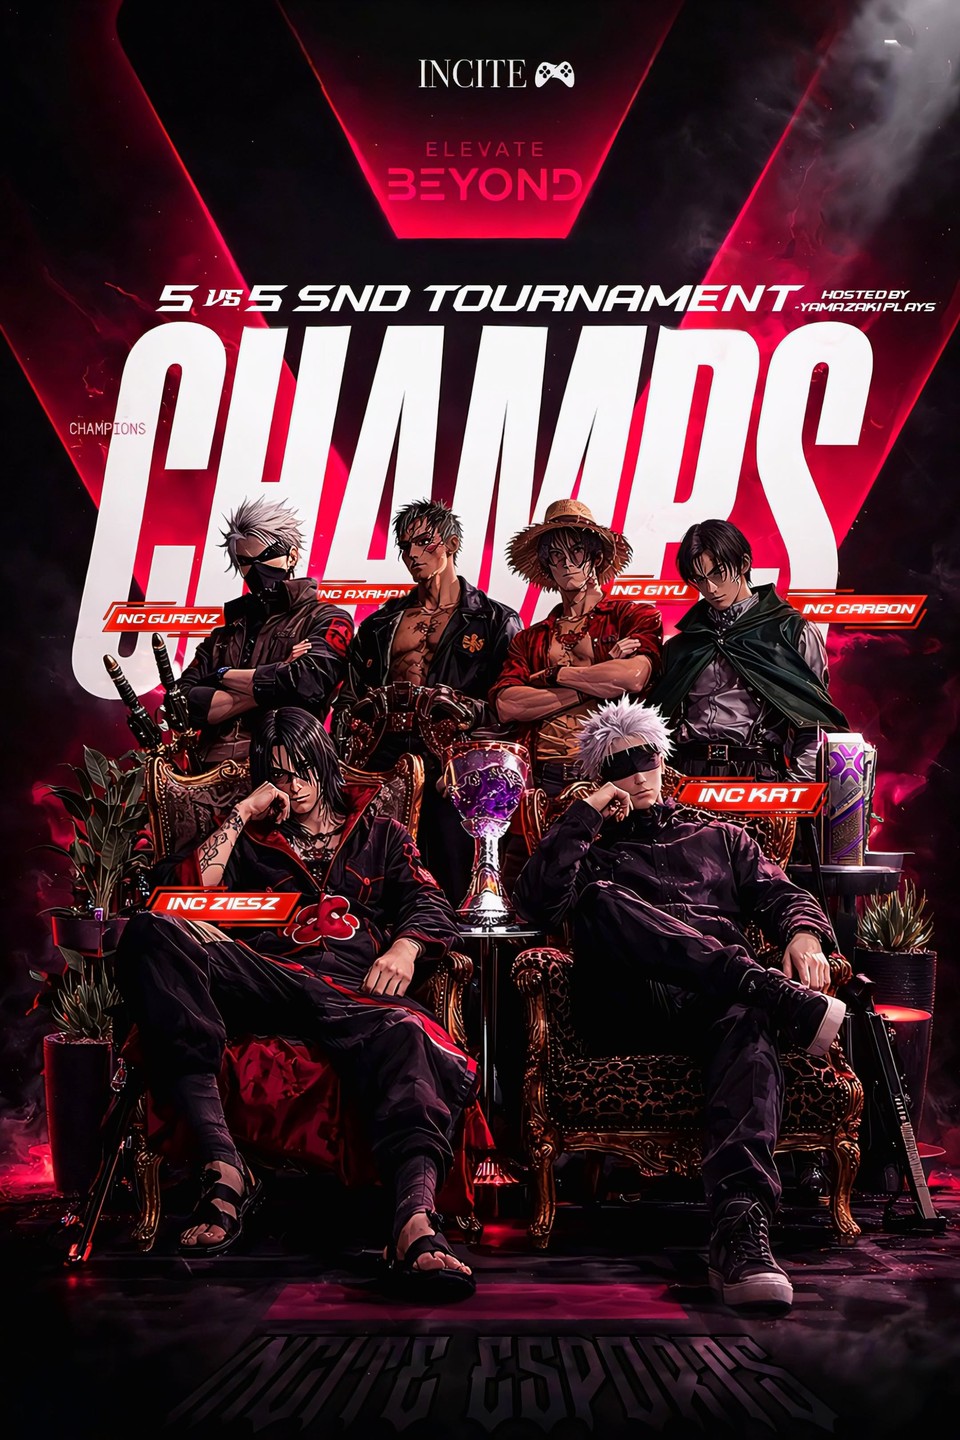 INCITE
ELEVATE
BEYOND
5 VS 5 SND TOURNAMENT
HOSTED BY
-YAMAZAKI PLAYS
CHAMPS
CHAMPIONS
INC GURENZ
INC AXRHAN
INC GIYU
INC CARBON
INC KRT
INC ZIESZ
INCITE ESPORTS